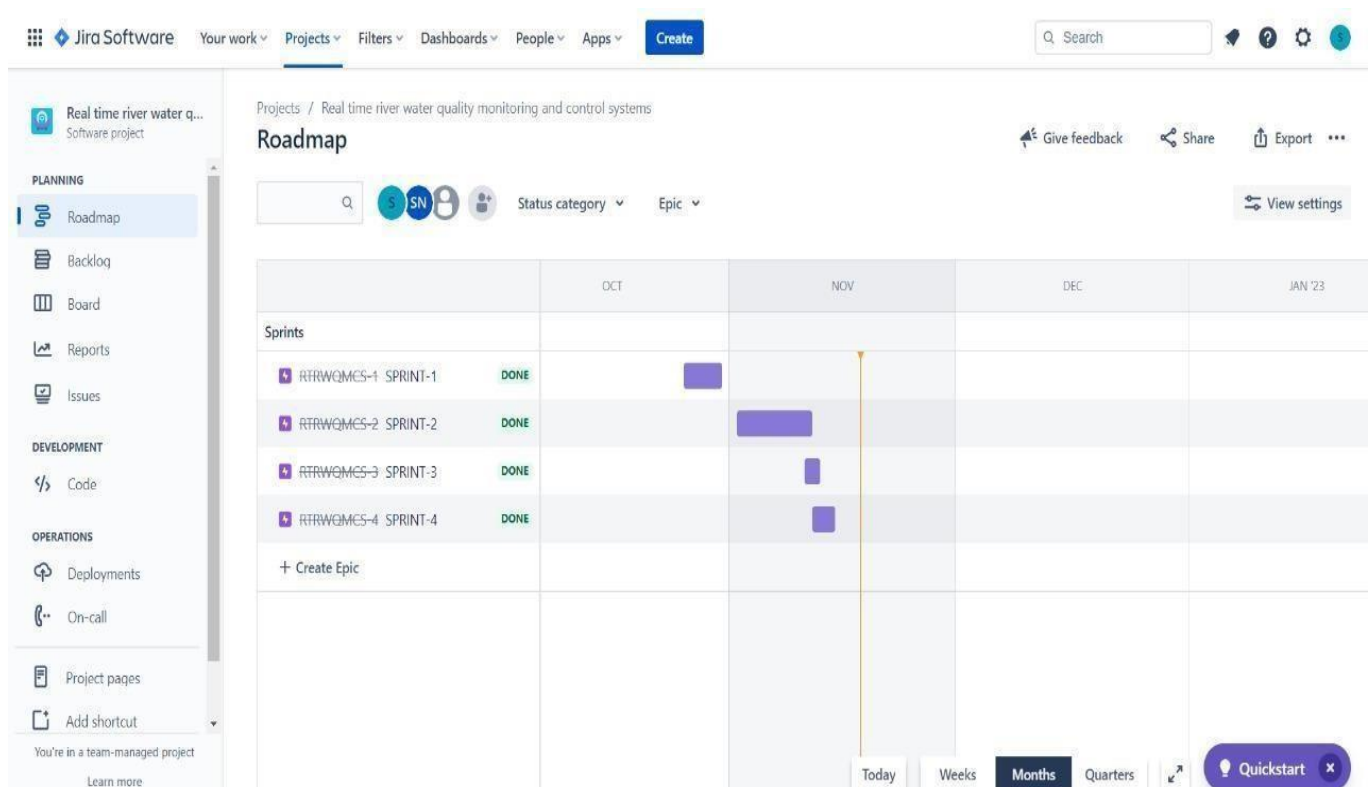 Jira Software Your work Projects Filters Dashboards People Apps Create Search S
Real time river water q...
Software project
PLANNING
Roadmap
Backlog
Board
Reports
Issues
DEVELOPMENT
Code
OPERATIONS
Deployments
On-call
Project pages
Add shortcut
You're in a team-managed project
Learn more
Projects / Real time river water quality monitoring and control systems
Roadmap
Give feedback Share Export
S SN Status category Epic View settings
OCT NOV DEC JAN '23
Sprints
RTRWQMCS-1 SPRINT-1 DONE
RTRWQMCS-2 SPRINT-2 DONE
RTRWQMCS-3 SPRINT-3 DONE
RTRWQMCS-4 SPRINT-4 DONE
+ Create Epic
Today Weeks Months Quarters Quickstart